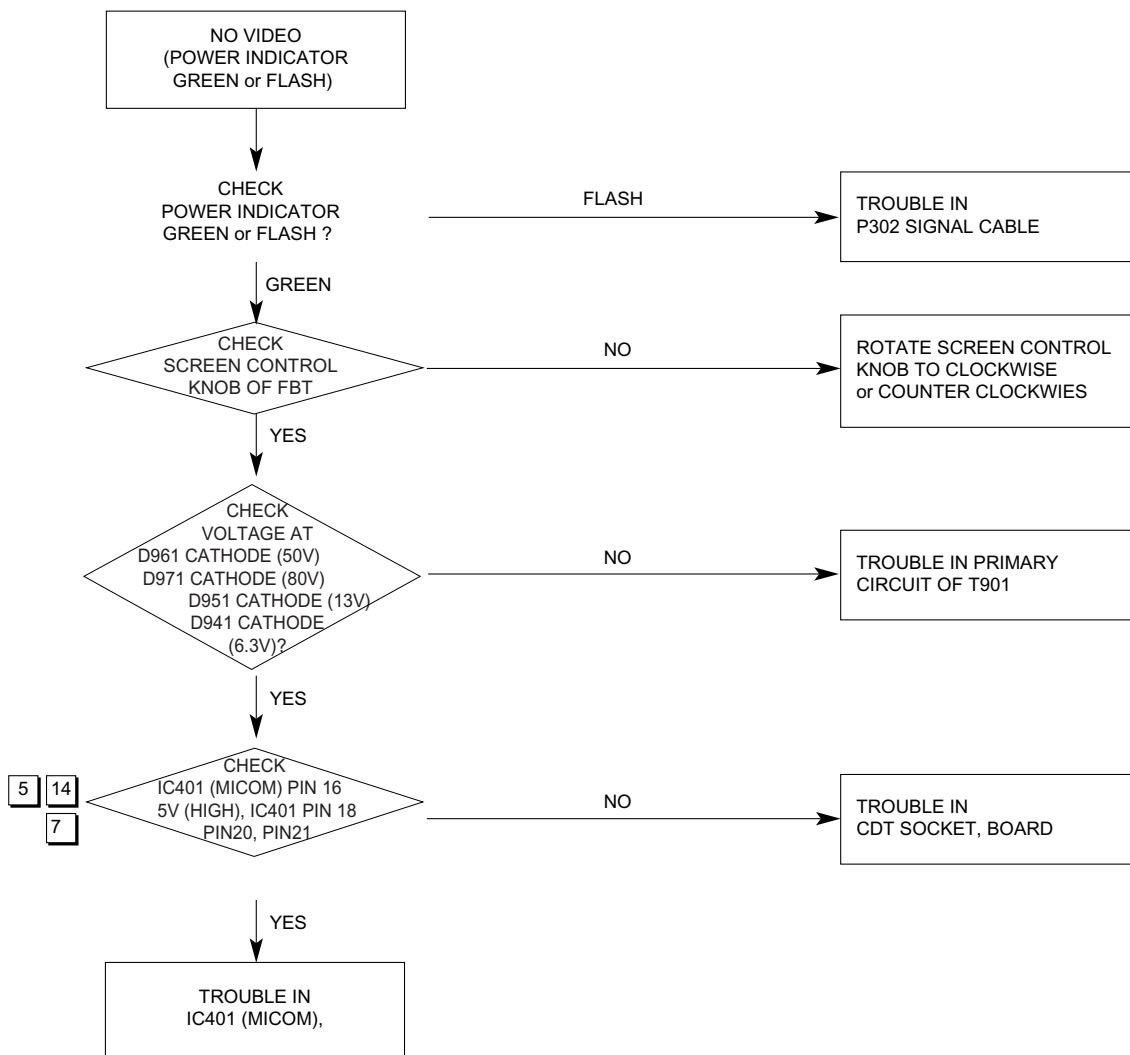 NO VIDEO
(POWER INDICATOR
GREEN or FLASH)
CHECK
POWER INDICATOR
GREEN or FLASH ?
FLASH
TROUBLE IN
P302 SIGNAL CABLE
GREEN
CHECK
SCREEN CONTROL
KNOB OF FBT
NO
ROTATE SCREEN CONTROL
KNOB TO CLOCKWISE
or COUNTER CLOCKWIES
YES
CHECK
VOLTAGE AT
D961 CATHODE (50V)
D971 CATHODE (80V)
D951 CATHODE (13V)
D941 CATHODE
(6.3V)?
NO
TROUBLE IN PRIMARY
CIRCUIT OF T901
YES
5 14
7
CHECK
IC401 (MICOM) PIN 16
5V (HIGH), IC401 PIN 18
PIN20, PIN21
NO
TROUBLE IN
CDT SOCKET, BOARD
YES
TROUBLE IN
IC401 (MICOM),